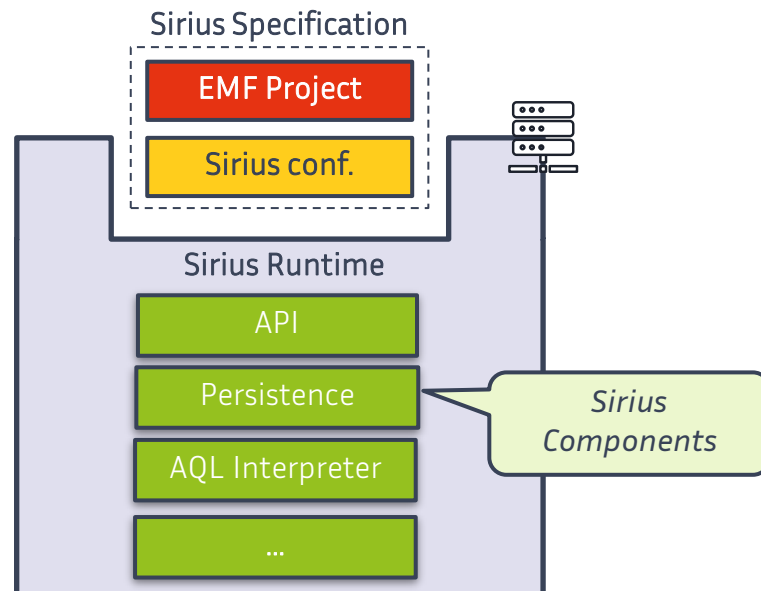 Sirius Specification
EMF Project
Sirius conf.
Sirius Runtime
API
Persistence
Sirius
Components
AQL Interpreter
...